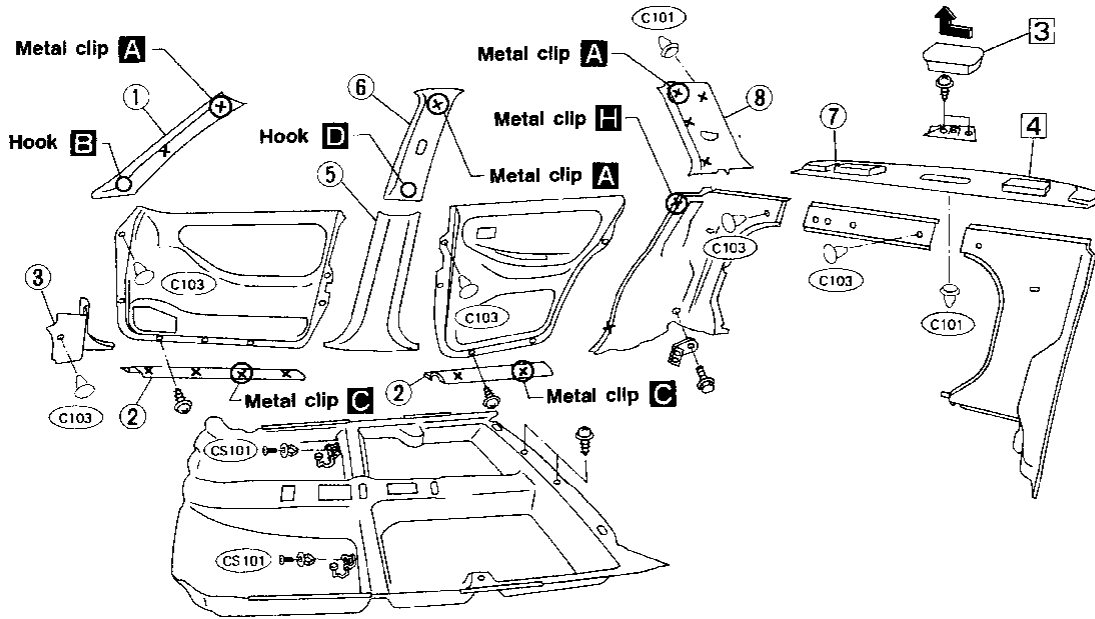 C101
3
Metal clip A
Metal clip A
1
6
8
7
Metal clip H
4
Hook B
Hook D
Metal clip A
5
C103
C103
C103
C103
3
C101
C103
2
Metal clip C
2
Metal clip C
CS101
CS101